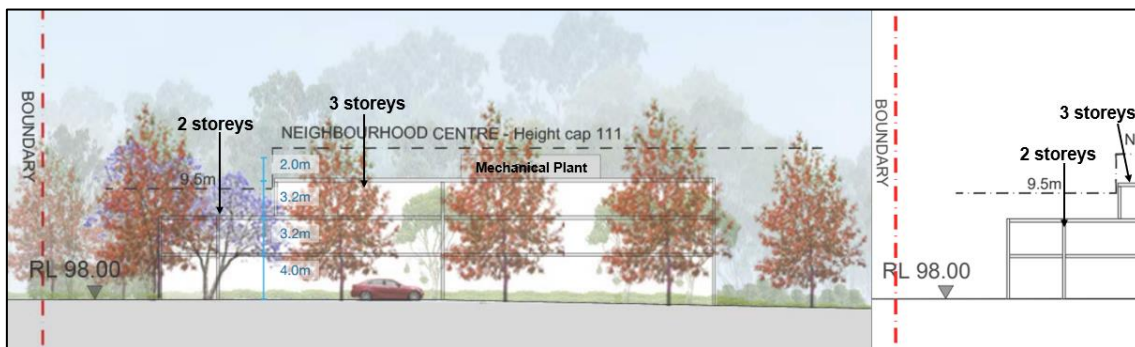 BOUNDARY
2 storeys
3 storeys
NEIGHBOURHOOD CENTRE - Height cap 111
2.0m
Mechanical Plant
9.5m
3.2m
3.2m
4.0m
RL 98.00
BOUNDARY
3 storeys
N
2 storeys
9.5m
RL 98.00